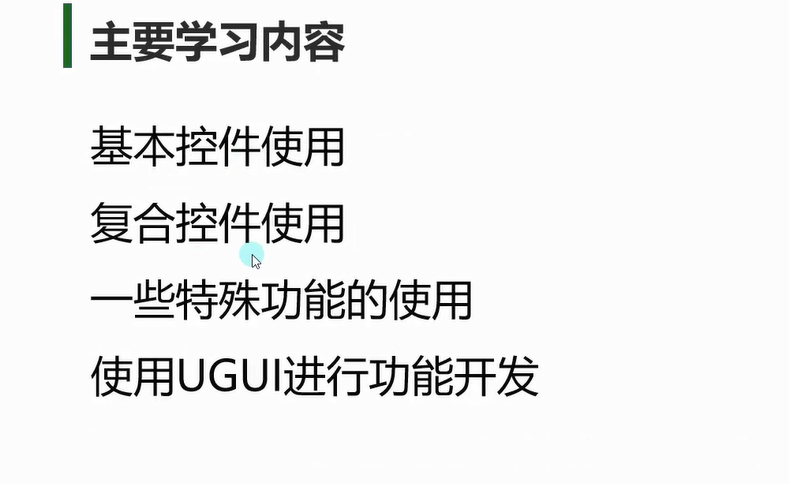 主要学习内容
基本控件使用
复合控件使用
一些特殊功能的使用
使用UGUI进行功能开发